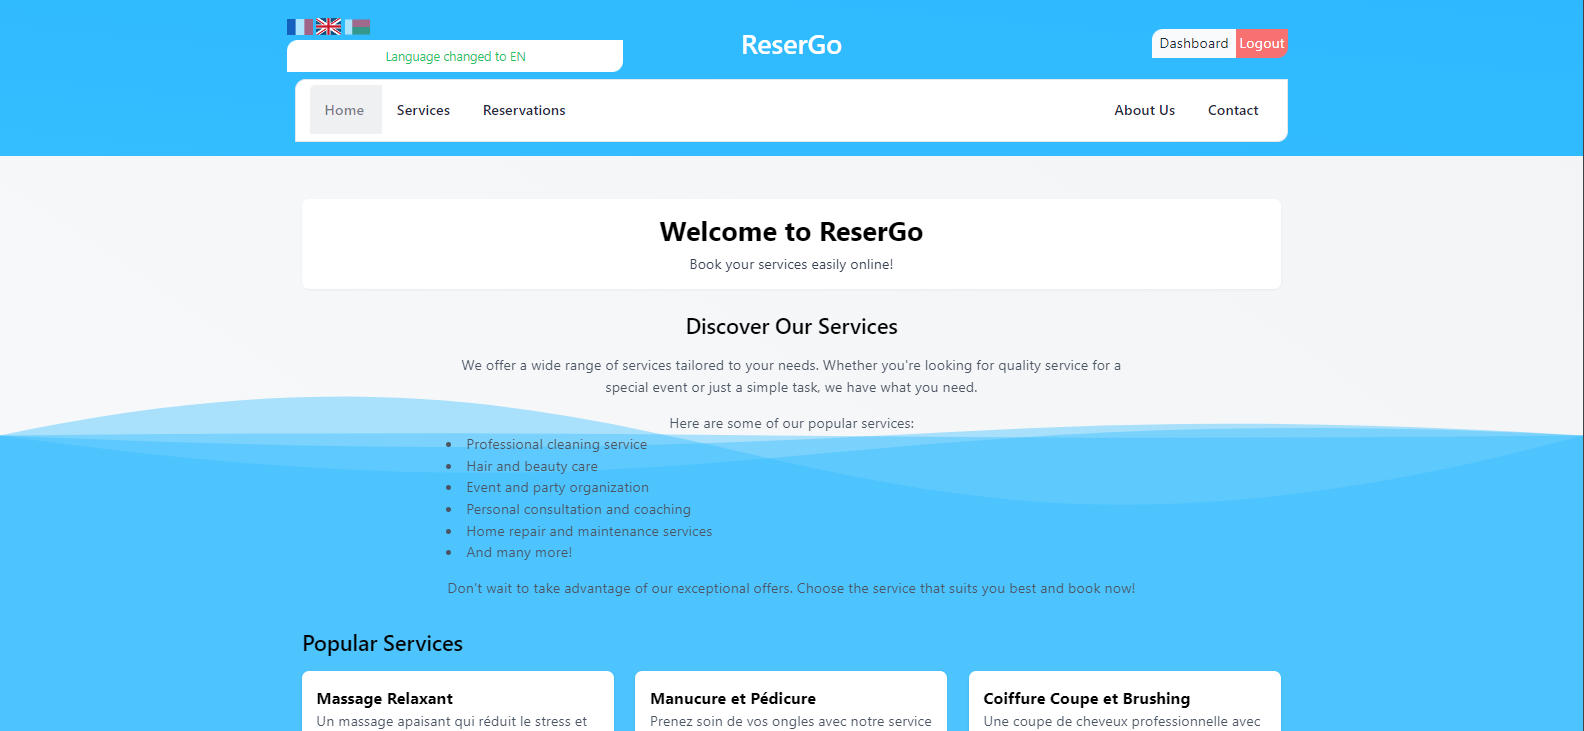 Language changed to EN
ReserGo
Dashboard Logout
Home Services Reservations About Us Contact
Welcome to ReserGo
Book your services easily online!
Discover Our Services
We offer a wide range of services tailored to your needs. Whether you're looking for quality service for a
special event or just a simple task, we have what you need.
Here are some of our popular services:
• Professional cleaning service
• Hair and beauty care
• Event and party organization
• Personal consultation and coaching
• Home repair and maintenance services
• And many more!
Don't wait to take advantage of our exceptional offers. Choose the service that suits you best and book now!
Popular Services
Massage Relaxant
Un massage apaisant qui réduit le stress et
Manucure et Pédicure
Prenez soin de vos ongles avec notre service
Coiffure Coupe et Brushing
Une coupe de cheveux professionnelle avec